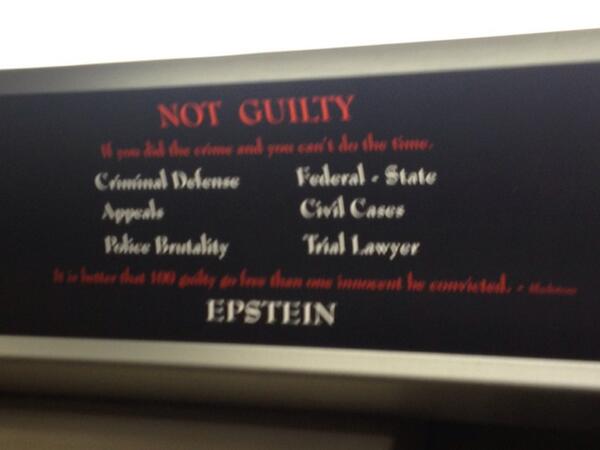 NOT GUILTY
If you did the crime and you can't do the time.
Criminal Defense Federal - State
Appeals Civil Cases
Police Brutality Trial Lawyer
It is better that 100 guilty go free than one innocent be convicted. -
EPSTEIN